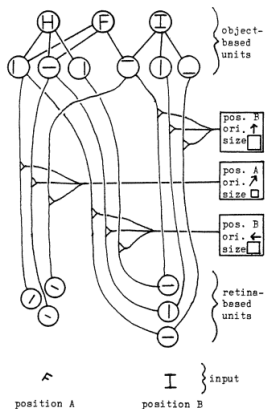 H F I
object-
based
units
pos. B
ori. ↑
size □
pos. A
ori. ↗
size □
pos. B
ori. ←
size □
retina-
based
units
F I
input
position A position B